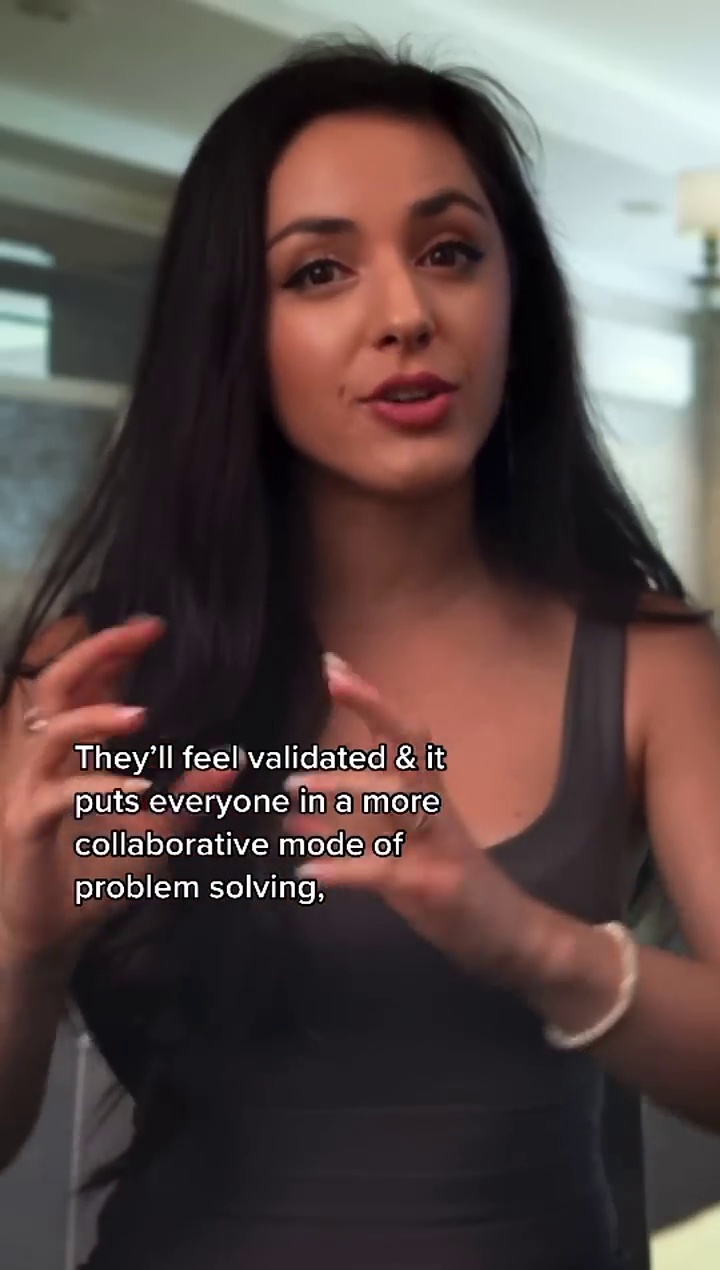 They’ll feel validated & it
puts everyone in a more
collaborative mode of
problem solving,